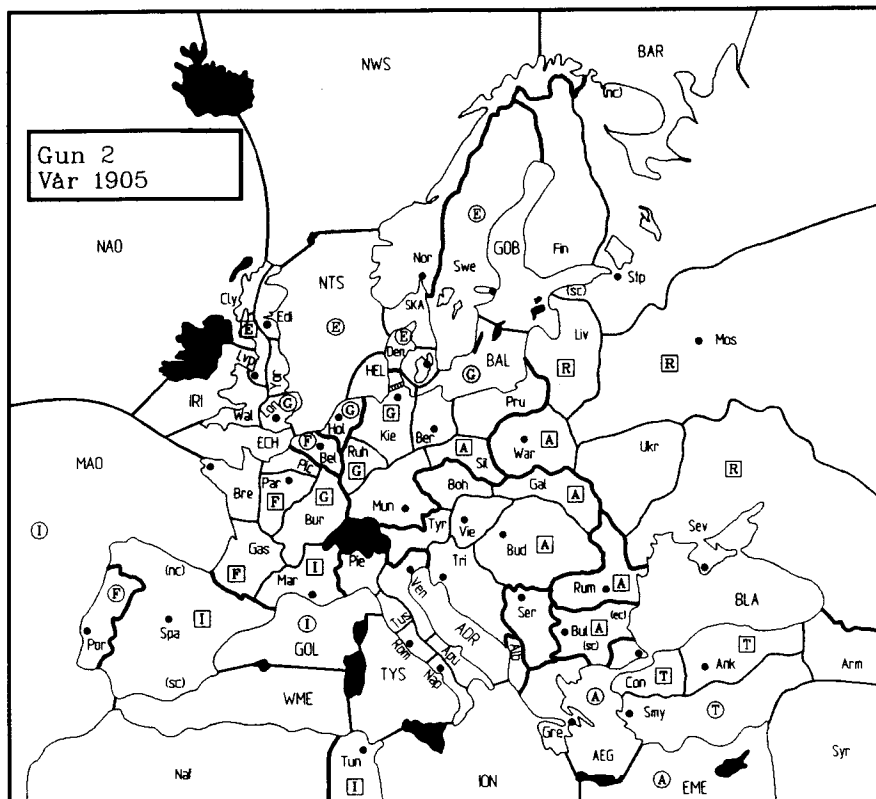 NWS
BAR
(nc)
Gun 2
Vår 1905
NAO
E
GOB
Fin
Nor
Swe
Stp
NTS
(sc)
Cly
SKA
Edi
E
E
E
Den
Liv
Mos
BAL
R
R
Lvp
HEL
G
Yor
IRI
Pru
Wal
Lon
G
Hol
G
G
Kie
Ber
War
A
Ukr
ECH
F
Bel
Ruh
A
Sil
MAO
Pic
G
Boh
Gal
A
R
Bre
Par
F
G
Bur
Mun
Tyr
Vie
Sev
I
Gas
Tri
Bud
A
(nc)
F
Mar
I
Pie
Ven
Rum
A
F
Ser
(ec)
BLA
Por
Spa
I
I
GOL
Tus
ADR
Bul
A
(sc)
Rom
Apu
Alb
Ank
T
Arm
(sc)
TYS
Nap
Con
T
WME
A
Smy
T
Gre
Tun
AEG
Syr
Naf
I
ION
A
EME